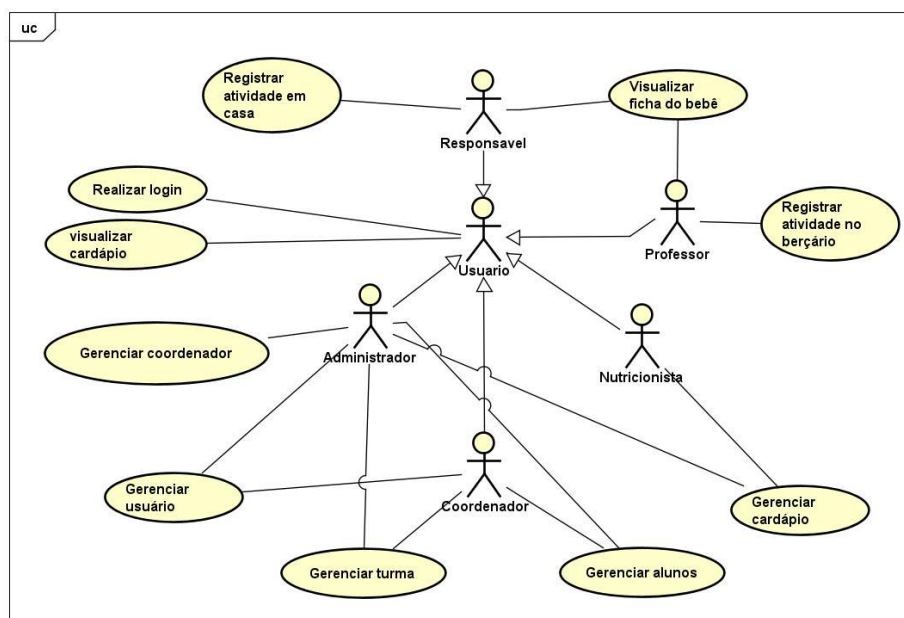 uc
Registrar
atividade em
casa
Visualizar
ficha do bebê
Responsavel
Realizar login
visualizar
cardápio
Usuario
Professor
Registrar
atividade no
berçário
Gerenciar coordenador
Administrador
Nutricionista
Gerenciar
usuário
Coordenador
Gerenciar
cardápio
Gerenciar turma
Gerenciar alunos